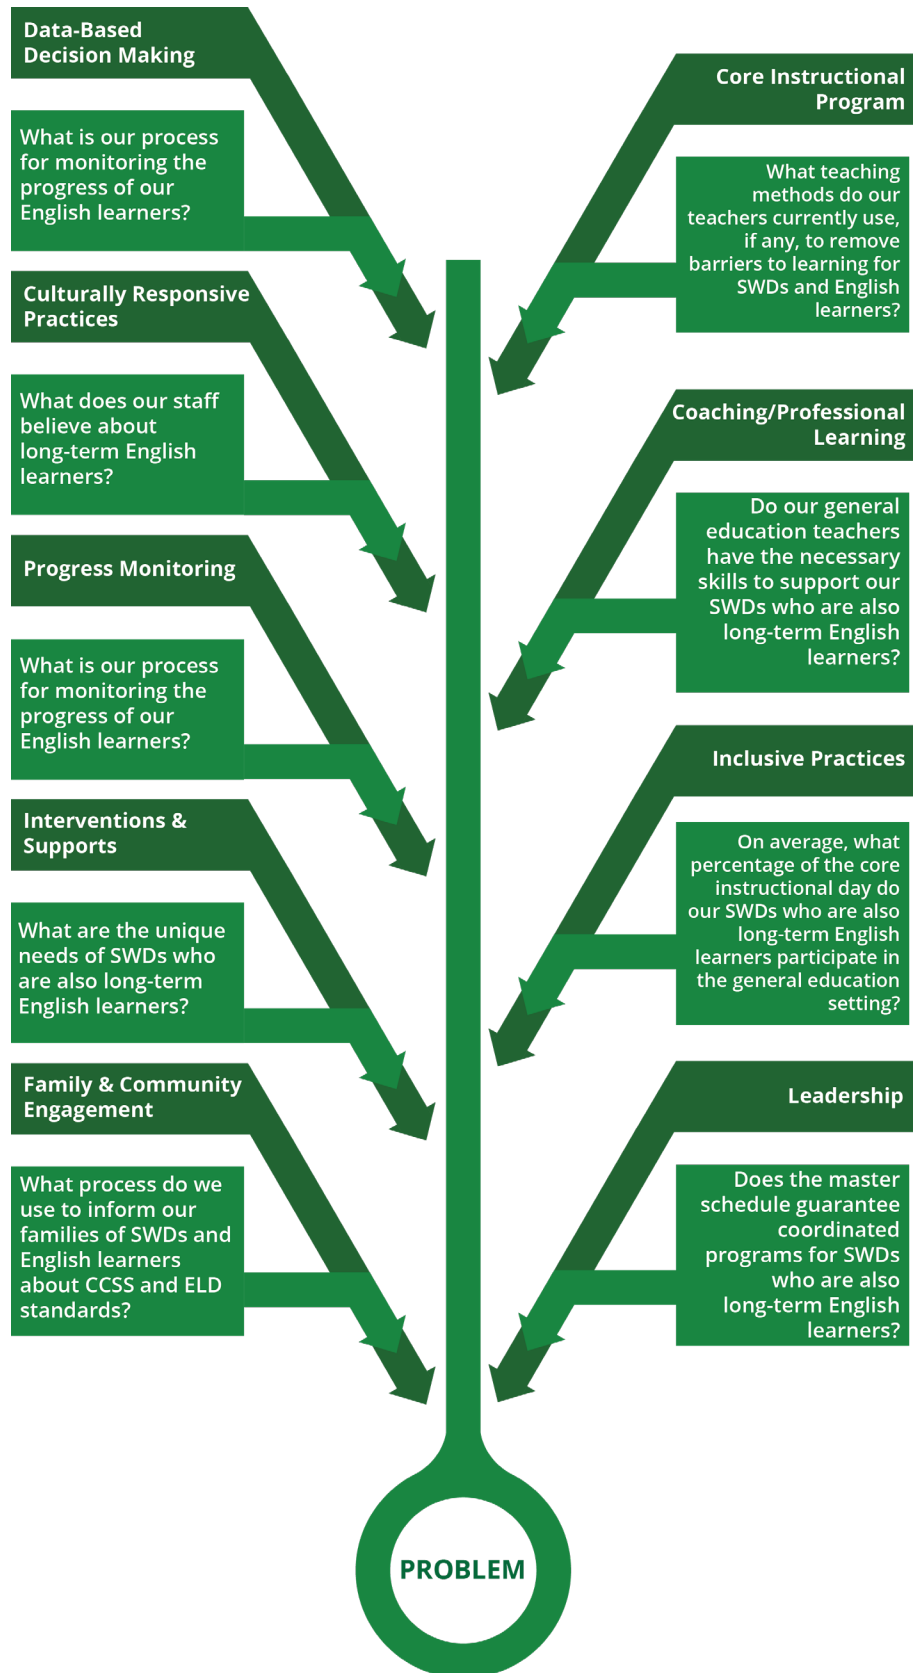 Data-Based
Decision Making
What is our process
for monitoring the
progress of our
English learners?
Culturally Responsive
Practices
What does our staff
believe about
long-term English
learners?
Progress Monitoring
What is our process
for monitoring the
progress of our
English learners?
Interventions &
Supports
What are the unique
needs of SWDs who
are also long-term
English learners?
Family & Community
Engagement
What process do we
use to inform our
families of SWDs and
English learners
about CCSS and ELD
standards?
Core Instructional
Program
What teaching
methods do our
teachers currently use,
if any, to remove
barriers to learning for
SWDs and English
learners?
Coaching/Professional
Learning
Do our general
education teachers
have the necessary
skills to support our
SWDs who are also
long-term English
learners?
Inclusive Practices
On average, what
percentage of the core
instructional day do
our SWDs who are also
long-term English
learners participate in
the general education
setting?
Leadership
Does the master
schedule guarantee
coordinated
programs for SWDs
who are also
long-term English
learners?
PROBLEM